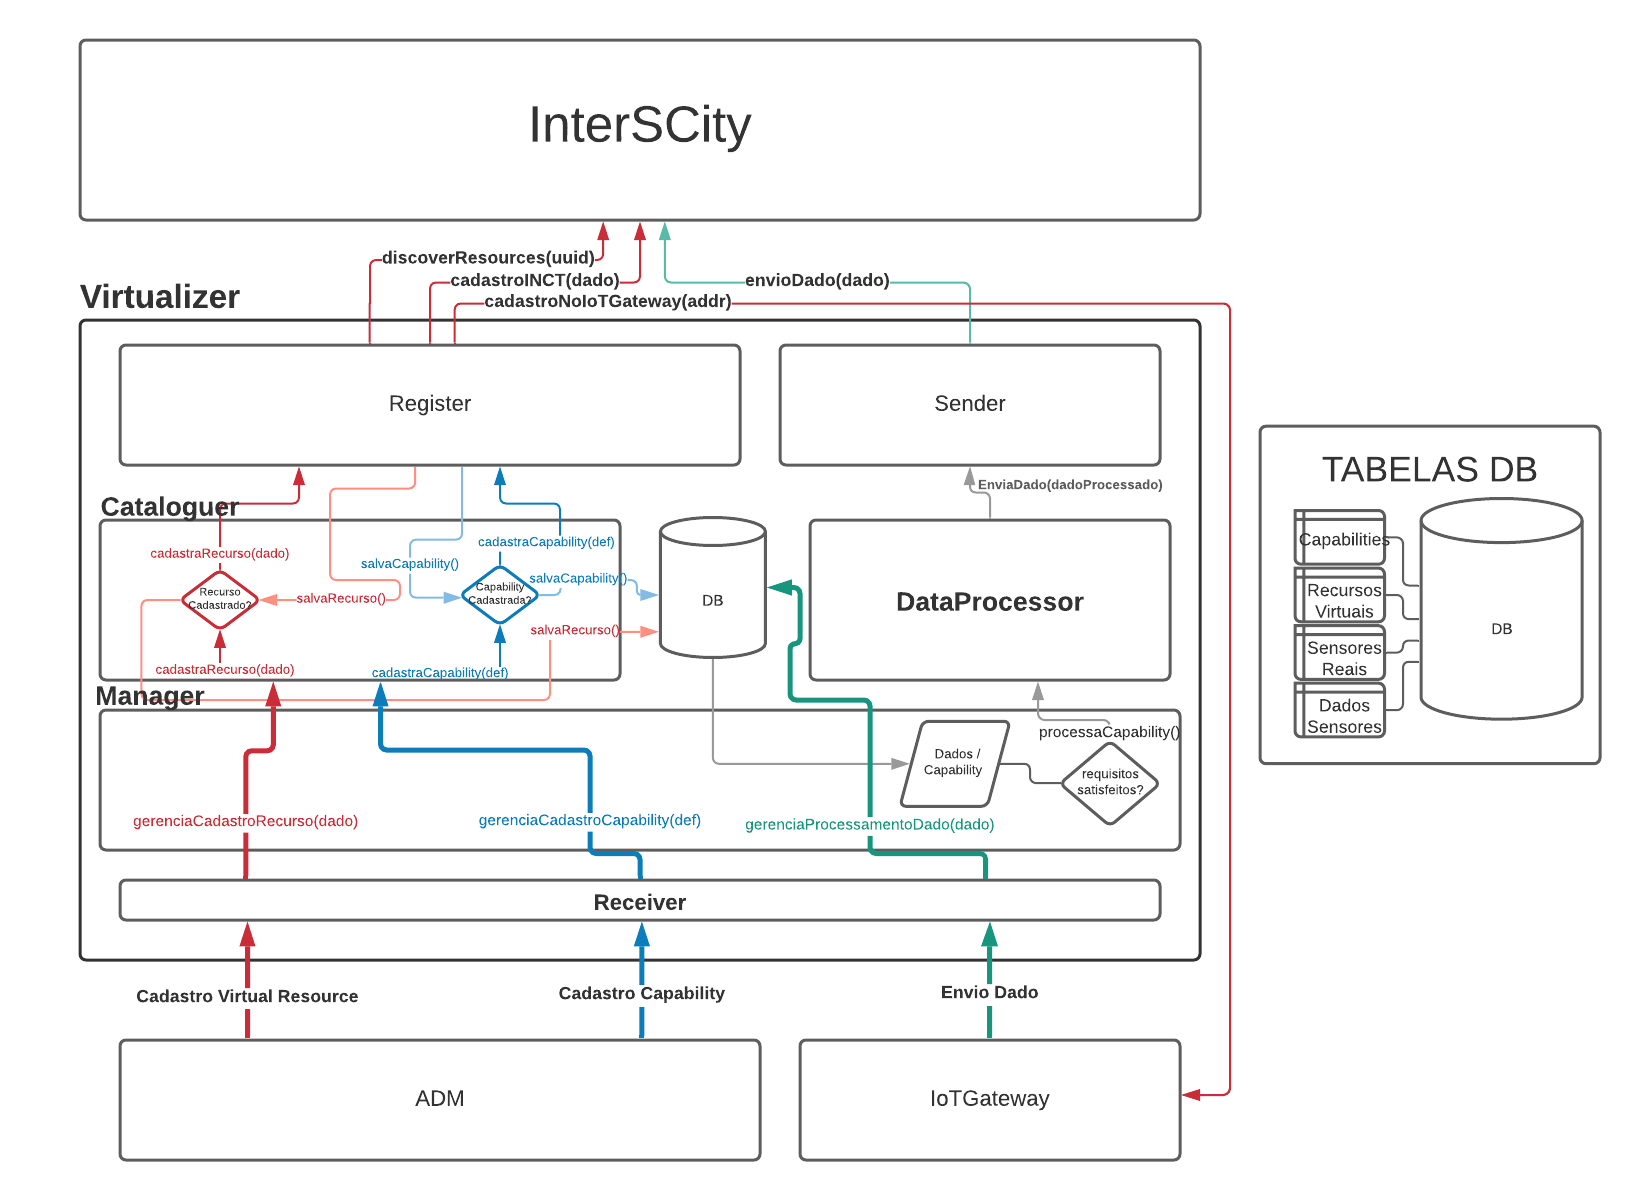 InterSCity
discoverResources(uuid)
cadastroINCT(dado)
envioDado(dado)
cadastroNoIoTGateway(addr)
Virtualizer
Register
Sender
EnviaDado(dadoProcessado)
Cataloguer
cadastraRecurso(dado)
cadastraCapability(def)
salvaCapability()
salvaCapability()
Recurso
Cadastrado?
salvaRecurso()
Capability
Cadastrada?
salvaRecurso()
cadastraRecurso(dado)
cadastraCapability(def)
DB
DataProcessor
Manager
processaCapability()
Dados /
Capability
requisitos
satisfeitos?
gerenciaCadastroRecurso(dado)
gerenciaCadastroCapability(def)
gerenciaProcessamentoDado(dado)
Receiver
Cadastro Virtual Resource
Cadastro Capability
Envio Dado
ADM
IoTGateway
TABELAS DB
Capabilities
Recursos
Virtuais
Sensores
Reais
Dados
Sensores
DB